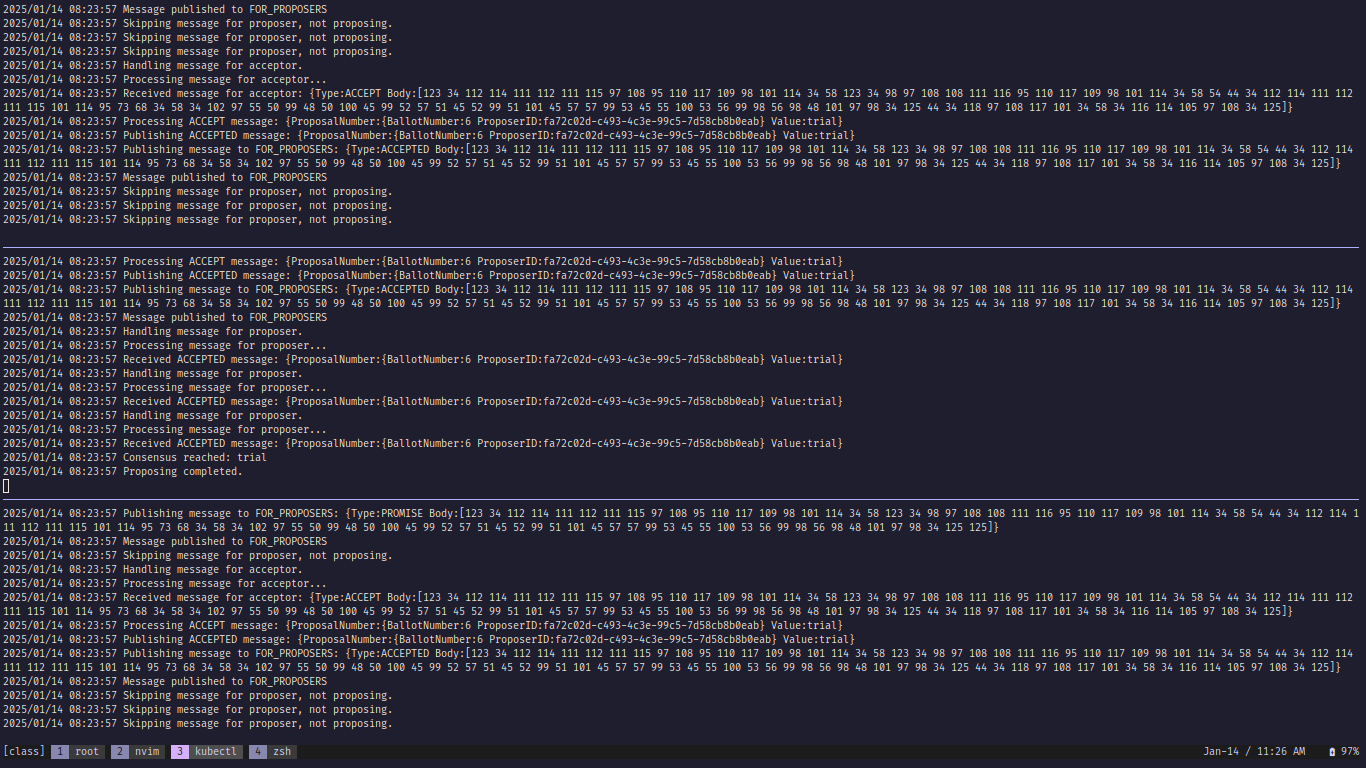 2025/01/14 08:23:57 Message published to FOR_PROPOSERS
2025/01/14 08:23:57 Skipping message for proposer, not proposing.
2025/01/14 08:23:57 Skipping message for proposer, not proposing.
2025/01/14 08:23:57 Skipping message for proposer, not proposing.
2025/01/14 08:23:57 Handling message for acceptor.
2025/01/14 08:23:57 Processing message for acceptor...
2025/01/14 08:23:57 Received message for acceptor: {Type:ACCEPT Body:[123 34 112 114 111 112 111 115 97 108 95 110 117 109 98 101 114 34 58 123 34 98 97 108 108 111 116 95 110 117 109 98 101 114 34 58 54 44 34 112 114 111 112
111 115 101 114 95 73 68 34 58 34 102 97 55 50 99 48 50 100 45 99 52 57 51 45 52 99 51 101 45 57 57 99 53 45 55 100 53 56 99 98 56 98 48 101 97 98 34 125 44 34 118 97 108 117 101 34 58 34 116 114 105 97 108 34 125]}
2025/01/14 08:23:57 Processing ACCEPT message: {ProposalNumber:{BallotNumber:6 ProposerID:fa72c02d-c493-4c3e-99c5-7d58cb8b0eab} Value:trial}
2025/01/14 08:23:57 Publishing ACCEPTED message: {ProposalNumber:{BallotNumber:6 ProposerID:fa72c02d-c493-4c3e-99c5-7d58cb8b0eab} Value:trial}
2025/01/14 08:23:57 Publishing message to FOR_PROPOSERS: {Type:ACCEPTED Body:[123 34 112 114 111 112 111 115 97 108 95 110 117 109 98 101 114 34 58 123 34 98 97 108 108 111 116 95 110 117 109 98 101 114 34 58 54 44 34 112 114
111 112 111 115 101 114 95 73 68 34 58 34 102 97 55 50 99 48 50 100 45 99 52 57 51 45 52 99 51 101 45 57 57 99 53 45 55 100 53 56 99 98 56 98 48 101 97 98 34 125 44 34 118 97 108 117 101 34 58 34 116 114 105 97 108 34 125]}
2025/01/14 08:23:57 Message published to FOR_PROPOSERS
2025/01/14 08:23:57 Skipping message for proposer, not proposing.
2025/01/14 08:23:57 Skipping message for proposer, not proposing.
2025/01/14 08:23:57 Skipping message for proposer, not proposing.
2025/01/14 08:23:57 Processing ACCEPT message: {ProposalNumber:{BallotNumber:6 ProposerID:fa72c02d-c493-4c3e-99c5-7d58cb8b0eab} Value:trial}
2025/01/14 08:23:57 Publishing ACCEPTED message: {ProposalNumber:{BallotNumber:6 ProposerID:fa72c02d-c493-4c3e-99c5-7d58cb8b0eab} Value:trial}
2025/01/14 08:23:57 Publishing message to FOR_PROPOSERS: {Type:ACCEPTED Body:[123 34 112 114 111 112 111 115 97 108 95 110 117 109 98 101 114 34 58 123 34 98 97 108 108 111 116 95 110 117 109 98 101 114 34 58 54 44 34 112 114
111 112 111 115 101 114 95 73 68 34 58 34 102 97 55 50 99 48 50 100 45 99 52 57 51 45 52 99 51 101 45 57 57 99 53 45 55 100 53 56 99 98 56 98 48 101 97 98 34 125 44 34 118 97 108 117 101 34 58 34 116 114 105 97 108 34 125]}
2025/01/14 08:23:57 Message published to FOR_PROPOSERS
2025/01/14 08:23:57 Handling message for proposer.
2025/01/14 08:23:57 Processing message for proposer...
2025/01/14 08:23:57 Received ACCEPTED message: {ProposalNumber:{BallotNumber:6 ProposerID:fa72c02d-c493-4c3e-99c5-7d58cb8b0eab} Value:trial}
2025/01/14 08:23:57 Handling message for proposer.
2025/01/14 08:23:57 Processing message for proposer...
2025/01/14 08:23:57 Received ACCEPTED message: {ProposalNumber:{BallotNumber:6 ProposerID:fa72c02d-c493-4c3e-99c5-7d58cb8b0eab} Value:trial}
2025/01/14 08:23:57 Handling message for proposer.
2025/01/14 08:23:57 Processing message for proposer...
2025/01/14 08:23:57 Received ACCEPTED message: {ProposalNumber:{BallotNumber:6 ProposerID:fa72c02d-c493-4c3e-99c5-7d58cb8b0eab} Value:trial}
2025/01/14 08:23:57 Consensus reached: trial
2025/01/14 08:23:57 Proposing completed.
2025/01/14 08:23:57 Publishing message to FOR_PROPOSERS: {Type:PROMISE Body:[123 34 112 114 111 112 111 115 97 108 95 110 117 109 98 101 114 34 58 123 34 98 97 108 108 111 116 95 110 117 109 98 101 114 34 58 54 44 34 112 114 1
11 112 111 115 101 114 95 73 68 34 58 34 102 97 55 50 99 48 50 100 45 99 52 57 51 45 52 99 51 101 45 57 57 99 53 45 55 100 53 56 99 98 56 98 48 101 97 98 34 125 125]}
2025/01/14 08:23:57 Message published to FOR_PROPOSERS
2025/01/14 08:23:57 Skipping message for proposer, not proposing.
2025/01/14 08:23:57 Handling message for acceptor.
2025/01/14 08:23:57 Processing message for acceptor...
2025/01/14 08:23:57 Received message for acceptor: {Type:ACCEPT Body:[123 34 112 114 111 112 111 115 97 108 95 110 117 109 98 101 114 34 58 123 34 98 97 108 108 111 116 95 110 117 109 98 101 114 34 58 54 44 34 112 114 111 112
111 115 101 114 95 73 68 34 58 34 102 97 55 50 99 48 50 100 45 99 52 57 51 45 52 99 51 101 45 57 57 99 53 45 55 100 53 56 99 98 56 98 48 101 97 98 34 125 44 34 118 97 108 117 101 34 58 34 116 114 105 97 108 34 125]}
2025/01/14 08:23:57 Processing ACCEPT message: {ProposalNumber:{BallotNumber:6 ProposerID:fa72c02d-c493-4c3e-99c5-7d58cb8b0eab} Value:trial}
2025/01/14 08:23:57 Publishing ACCEPTED message: {ProposalNumber:{BallotNumber:6 ProposerID:fa72c02d-c493-4c3e-99c5-7d58cb8b0eab} Value:trial}
2025/01/14 08:23:57 Publishing message to FOR_PROPOSERS: {Type:ACCEPTED Body:[123 34 112 114 111 112 111 115 97 108 95 110 117 109 98 101 114 34 58 123 34 98 97 108 108 111 116 95 110 117 109 98 101 114 34 58 54 44 34 112 114
111 112 111 115 101 114 95 73 68 34 58 34 102 97 55 50 99 48 50 100 45 99 52 57 51 45 52 99 51 101 45 57 57 99 53 45 55 100 53 56 99 98 56 98 48 101 97 98 34 125 44 34 118 97 108 117 101 34 58 34 116 114 105 97 108 34 125]}
2025/01/14 08:23:57 Message published to FOR_PROPOSERS
2025/01/14 08:23:57 Skipping message for proposer, not proposing.
2025/01/14 08:23:57 Skipping message for proposer, not proposing.
2025/01/14 08:23:57 Skipping message for proposer, not proposing.
[class] 1 root 2 nvim 3 kubectl 4 zsh Jan-14 / 11:26 AM 97%